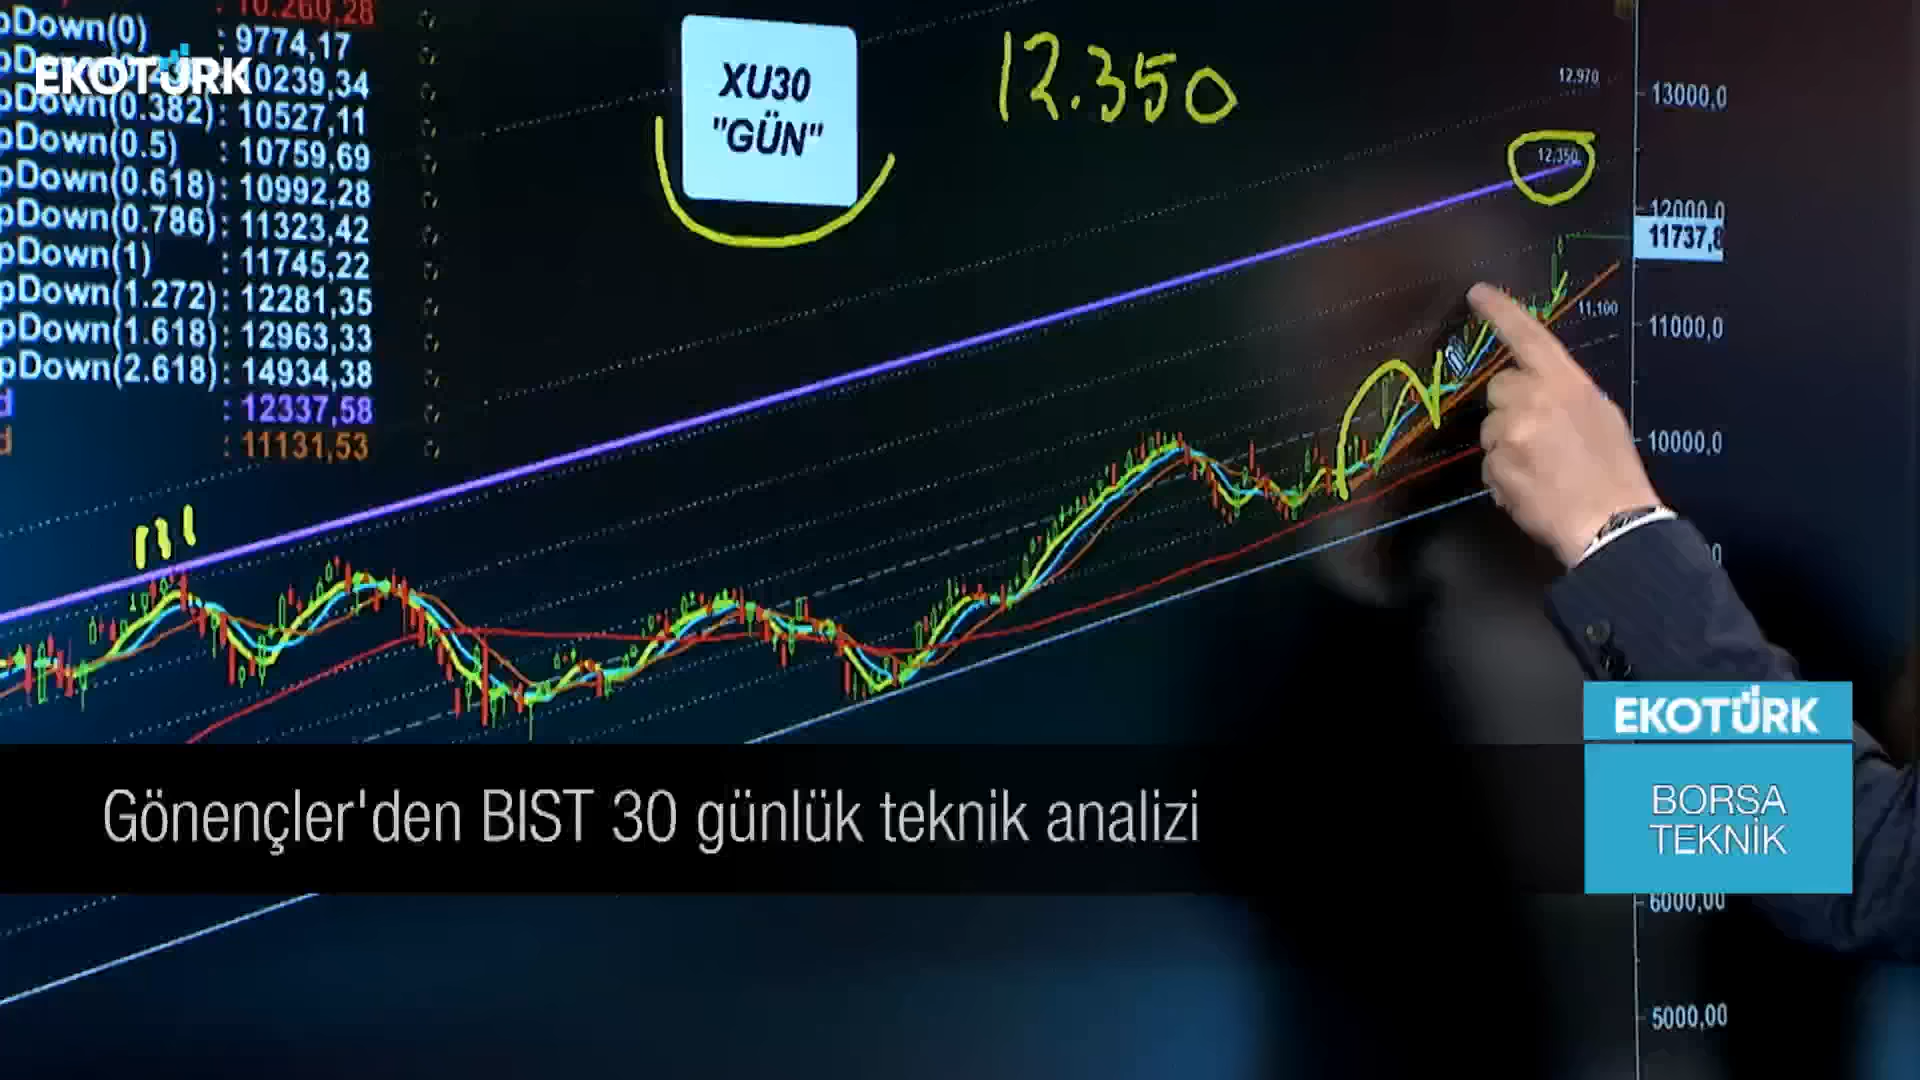 10.260,28
pDown(0) : 9774,17
10239,34
pDown(0.382): 10527,11
pDown(0.5) : 10759,69
pDown(0.618): 10992,28
pDown(0.786): 11323,42
pDown(1) : 11745,22
pDown(1.272): 12281,35
pDown(1.618): 12963,33
pDown(2.618): 14934,38
d : 12337,58
d : 11131,53
EKOTÜRK
XU30
"GÜN"
12.350
12.970
12.350
11.100
13000,0
12000,0
11737,8
11000,0
10000,0
6000,00
5000,00
EKOTÜRK
BORSA
TEKNİK
Gönençler'den BIST 30 günlük teknik analizi